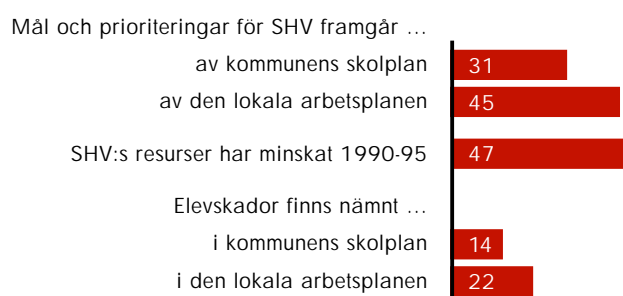 Mål och prioriteringar för SHV framgår ...
av kommunens skolplan 31
av den lokala arbetsplanen 45
SHV:s resurser har minskat 1990-95 47
Elevskador finns nämnt ...
i kommunens skolplan 14
i den lokala arbetsplanen 22